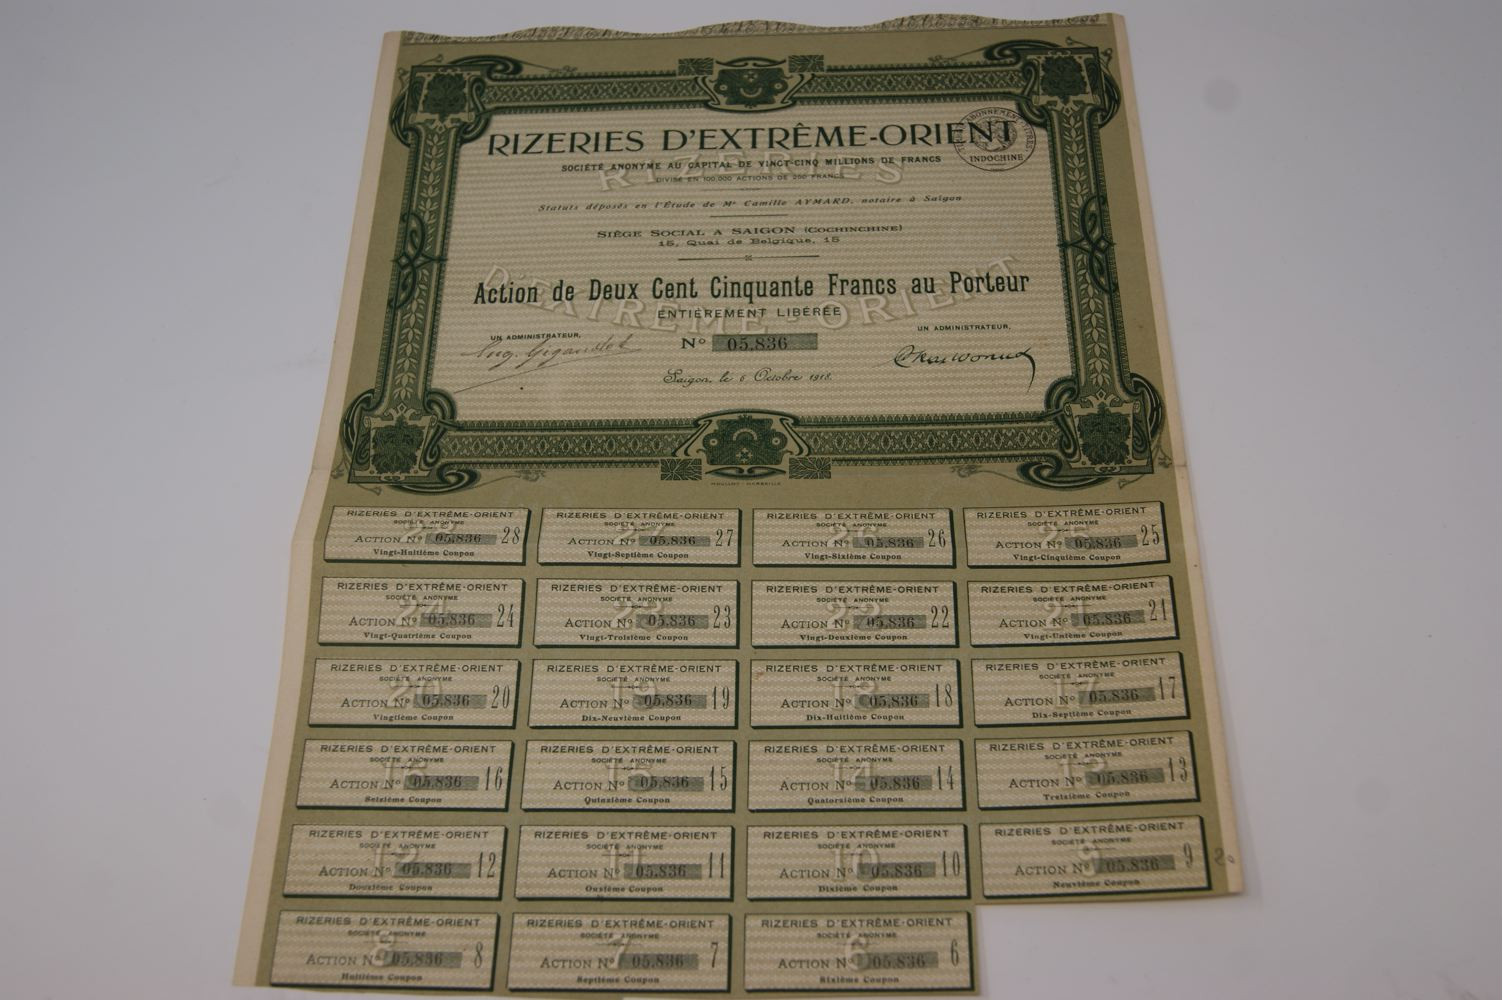 RIZERIES D'EXTRÊME-ORIENT
SOCIÉTÉ ANONYME AU CAPITAL DE VINGT-CINQ MILLIONS DE FRANCS
DIVISÉ EN 100.000 ACTIONS DE 250 FRANCS
ABONNEMENT
INDOCHINE
Statuts déposés en l'Étude de Me Camille AYMARD, notaire à Saïgon
SIÈGE SOCIAL A SAIGON (COCHINCHINE)
15, Quai de Belgique, 15
RIZERIES
D'EXTRÊME-ORIENT
Action de Deux Cent Cinquante Francs au Porteur
ENTIÈREMENT LIBÉRÉE
UN ADMINISTRATEUR,
UN ADMINISTRATEUR,
No 05,836
Saigon, le 6 Octobre 1918.
MOULLOT - MARSEILLE
RIZERIES D'EXTRÊME-ORIENT
SOCIÉTÉ ANONYME
ACTION No 05,836 28
Vingt-Huitième Coupon
RIZERIES D'EXTRÊME-ORIENT
SOCIÉTÉ ANONYME
ACTION No 05,836 27
Vingt-Septième Coupon
RIZERIES D'EXTRÊME-ORIENT
SOCIÉTÉ ANONYME
ACTION No 05,836 26
Vingt-Sixième Coupon
RIZERIES D'EXTRÊME-ORIENT
SOCIÉTÉ ANONYME
ACTION No 05,836 25
Vingt-Cinquième Coupon
RIZERIES D'EXTRÊME-ORIENT
SOCIÉTÉ ANONYME
ACTION No 05,836 24
Vingt-Quatrième Coupon
RIZERIES D'EXTRÊME-ORIENT
SOCIÉTÉ ANONYME
ACTION No 05,836 23
Vingt-Troisième Coupon
RIZERIES D'EXTRÊME-ORIENT
SOCIÉTÉ ANONYME
ACTION No 05,836 22
Vingt-Deuxième Coupon
RIZERIES D'EXTRÊME-ORIENT
SOCIÉTÉ ANONYME
ACTION No 05,836 21
Vingt-Unième Coupon
RIZERIES D'EXTRÊME-ORIENT
SOCIÉTÉ ANONYME
ACTION No 05,836 20
Vingtième Coupon
RIZERIES D'EXTRÊME-ORIENT
SOCIÉTÉ ANONYME
ACTION No 05,836 19
Dix-Neuvième Coupon
RIZERIES D'EXTRÊME-ORIENT
SOCIÉTÉ ANONYME
ACTION No 05,836 18
Dix-Huitième Coupon
RIZERIES D'EXTRÊME-ORIENT
SOCIÉTÉ ANONYME
ACTION No 05,836 17
Dix-Septième Coupon
RIZERIES D'EXTRÊME-ORIENT
SOCIÉTÉ ANONYME
ACTION No 05,836 16
Seizième Coupon
RIZERIES D'EXTRÊME-ORIENT
SOCIÉTÉ ANONYME
ACTION No 05,836 15
Quinzième Coupon
RIZERIES D'EXTRÊME-ORIENT
SOCIÉTÉ ANONYME
ACTION No 05,836 14
Quatorzième Coupon
RIZERIES D'EXTRÊME-ORIENT
SOCIÉTÉ ANONYME
ACTION No 05,836 13
Treizième Coupon
RIZERIES D'EXTRÊME-ORIENT
SOCIÉTÉ ANONYME
ACTION No 05,836 12
Douzième Coupon
RIZERIES D'EXTRÊME-ORIENT
SOCIÉTÉ ANONYME
ACTION No 05,836 11
Onzième Coupon
RIZERIES D'EXTRÊME-ORIENT
SOCIÉTÉ ANONYME
ACTION No 05,836 10
Dixième Coupon
RIZERIES D'EXTRÊME-ORIENT
SOCIÉTÉ ANONYME
ACTION No 05,836 9
Neuvième Coupon
RIZERIES D'EXTRÊME-ORIENT
SOCIÉTÉ ANONYME
ACTION No 05,836 8
Huitième Coupon
RIZERIES D'EXTRÊME-ORIENT
SOCIÉTÉ ANONYME
ACTION No 05,836 7
Septième Coupon
RIZERIES D'EXTRÊME-ORIENT
SOCIÉTÉ ANONYME
ACTION No 05,836 6
Sixième Coupon